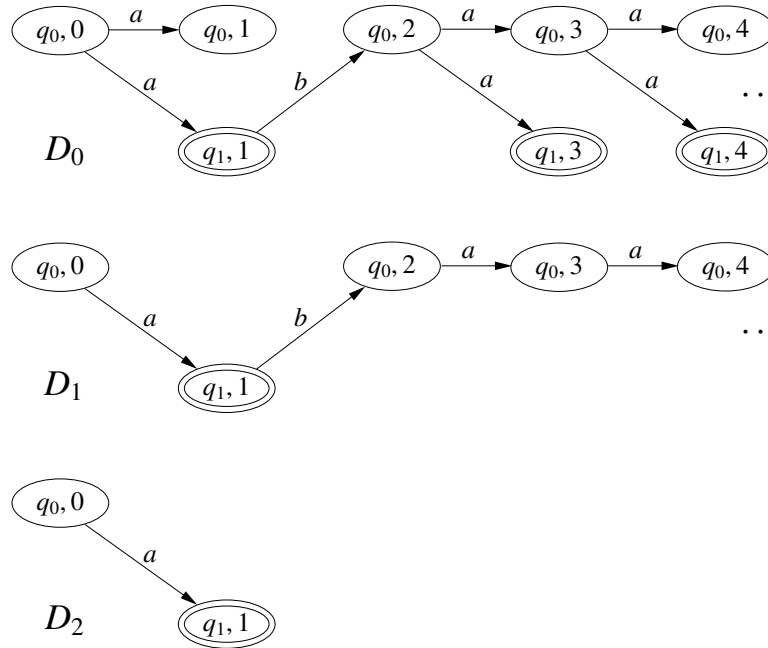 q₀, 0 a q₀, 1 q₀, 2 a q₀, 3 a q₀, 4
a b a a
D₀ q₁, 1 q₁, 3 q₁, 4 ..
q₀, 0 q₀, 2 a q₀, 3 a q₀, 4
a b
D₁ q₁, 1 ..
q₀, 0
a
D₂ q₁, 1